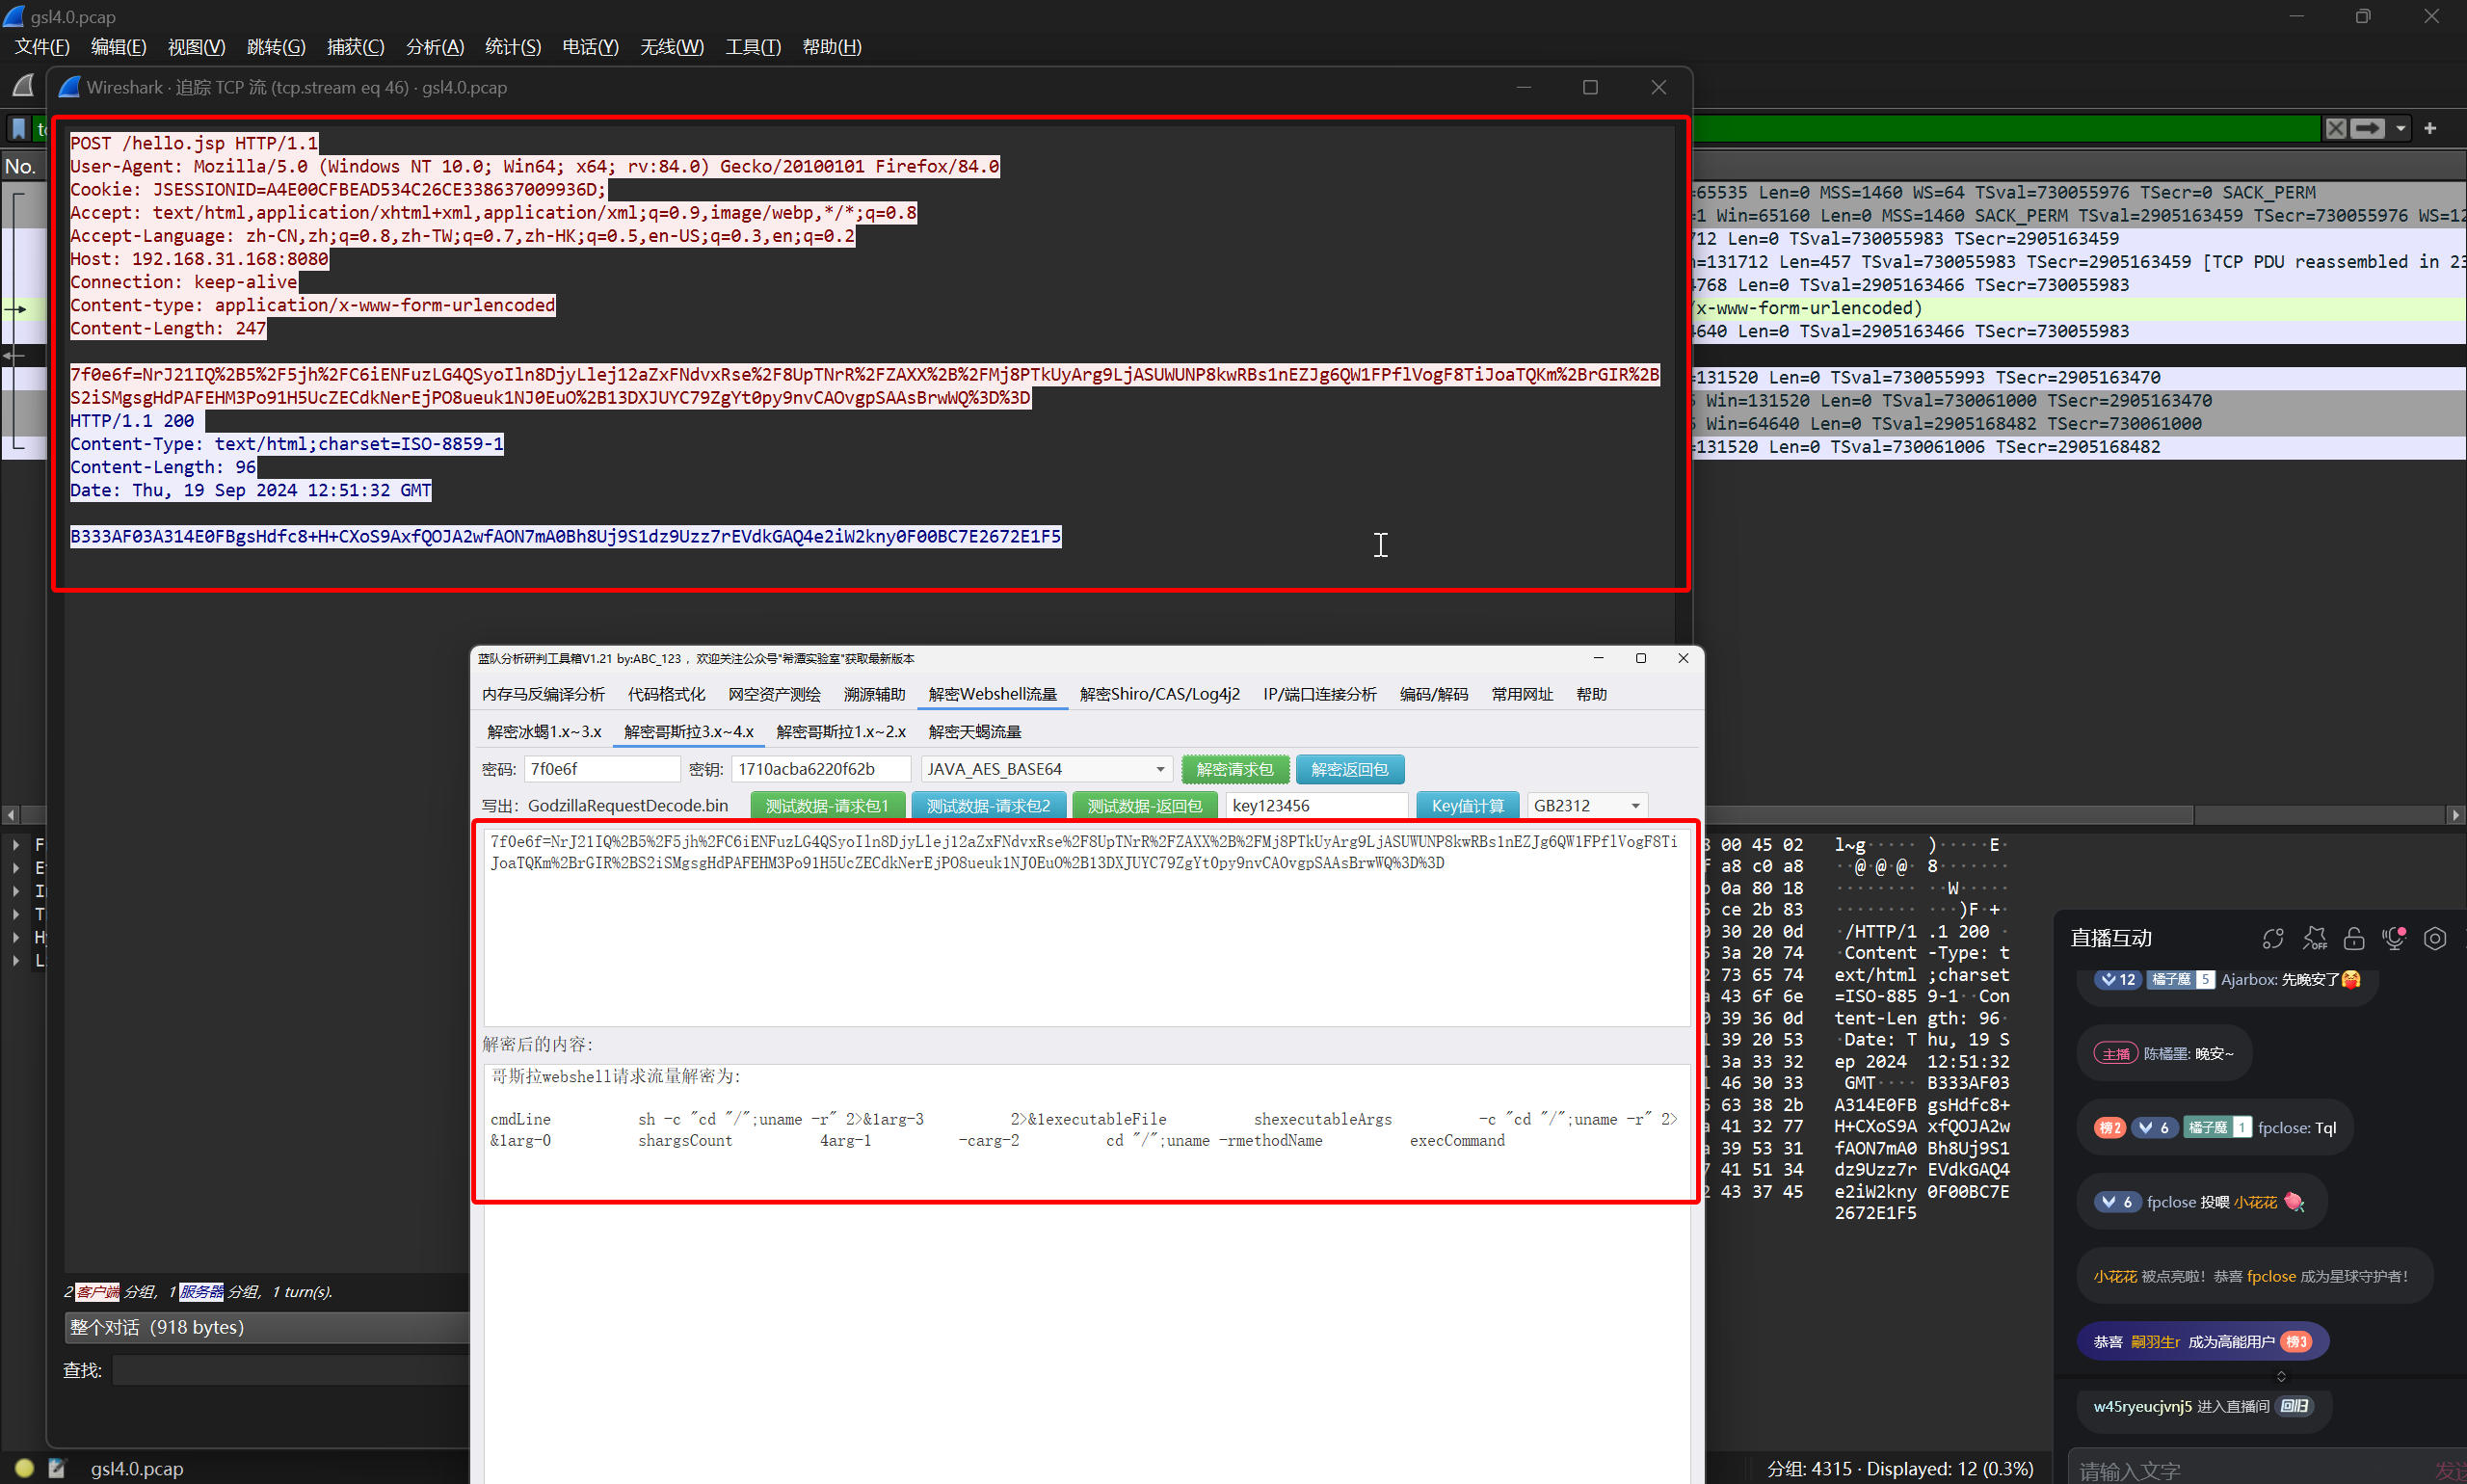 gsl4.0.pcap
文件(F) 编辑(E) 视图(V) 跳转(G) 捕获(C) 分析(A) 统计(S) 电话(Y) 无线(W) 工具(T) 帮助(H)
Wireshark · 追踪 TCP 流 (tcp.stream eq 46) · gsl4.0.pcap
No.
POST /hello.jsp HTTP/1.1
User-Agent: Mozilla/5.0 (Windows NT 10.0; Win64; x64; rv:84.0) Gecko/20100101 Firefox/84.0
Cookie: JSESSIONID=A4E00CFBEAD534C26CE338637009936D;
Accept: text/html,application/xhtml+xml,application/xml;q=0.9,image/webp,*/*;q=0.8
Accept-Language: zh-CN,zh;q=0.8,zh-TW;q=0.7,zh-HK;q=0.5,en-US;q=0.3,en;q=0.2
Host: 192.168.31.168:8080
Connection: keep-alive
Content-type: application/x-www-form-urlencoded
Content-Length: 247
7f0e6f=NrJ21IQ%2B5%2F5jh%2FC6iENFuzLG4QSyoIln8DjyLlej12aZxFNdvxRse%2F8UpTNrR%2FZAXX%2B%2FMj8PTkUyArg9LjASUWUNP8kwRBs1nEZJg6QW1FPflVogF8TiJoaTQKm%2BrGIR%2B
S2iSMgsgHdPAFEHM3Po91H5UcZECdkNerEjPO8ueuk1NJ0EuO%2B13DXJUYC79ZgYt0py9nvCAOvgpSAAsBrwWQ%3D%3D
HTTP/1.1 200
Content-Type: text/html;charset=ISO-8859-1
Content-Length: 96
Date: Thu, 19 Sep 2024 12:51:32 GMT
B333AF03A314E0FBgsHdfc8+H+CXoS9AxfQOJA2wfAON7mA0Bh8Uj9S1dz9Uzz7rEVdkGAQ4e2iW2kny0F00BC7E2672E1F5
=65535 Len=0 MSS=1460 WS=64 TSval=730055976 TSecr=0 SACK_PERM
=1 Win=65160 Len=0 MSS=1460 SACK_PERM TSval=2905163459 TSecr=730055976 WS=12
712 Len=0 TSval=730055983 TSecr=2905163459
=131712 Len=457 TSval=730055983 TSecr=2905163459 [TCP PDU reassembled in 23
768 Len=0 TSval=2905163466 TSecr=730055983
x-www-form-urlencoded)
640 Len=0 TSval=2905163466 TSecr=730055983
=131520 Len=0 TSval=730055993 TSecr=2905163470
Win=131520 Len=0 TSval=730061000 TSecr=2905163470
Win=64640 Len=0 TSval=2905168482 TSecr=730061000
=131520 Len=0 TSval=730061006 TSecr=2905168482
蓝队分析研判工具箱V1.21 by:ABC_123 ，欢迎关注公众号"希潭实验室"获取最新版本
内存马反编译分析 代码格式化 网空资产测绘 溯源辅助 解密Webshell流量 解密Shiro/CAS/Log4j2 IP/端口连接分析 编码/解码 常用网址 帮助
解密冰蝎1.x~3.x 解密哥斯拉3.x~4.x 解密哥斯拉1.x~2.x 解密天蝎流量
密码: 7f0e6f 密钥: 1710acba6220f62b JAVA_AES_BASE64 解密请求包 解密返回包
写出: GodzillaRequestDecode.bin 测试数据-请求包1 测试数据-请求包2 测试数据-返回包 key123456 Key值计算 GB2312
7f0e6f=NrJ21IQ%2B5%2F5jh%2FC6iENFuzLG4QSyoIln8DjyLlej12aZxFNdvxRse%2F8UpTNrR%2FZAXX%2B%2FMj8PTkUyArg9LjASUWUNP8kwRBs1nEZJg6QW1FPflVogF8Ti
JoaTQKm%2BrGIR%2BS2iSMgsgHdPAFEHM3Po91H5UcZECdkNerEjPO8ueuk1NJ0EuO%2B13DXJUYC79ZgYt0py9nvCAOvgpSAAsBrwWQ%3D%3D
解密后的内容:
哥斯拉webshell请求流量解密为:
cmdLine sh -c "cd "/";uname -r" 2>&1arg-3 2>&1executableFile shexecutableArgs -c "cd "/";uname -r" 2>
&1arg-0 shargsCount 4arg-1 -carg-2 cd "/";uname -rmethodName execCommand
00 45 02 l~g····· )·····E·
a8 c0 a8 ··@·@·@· 8·······
0a 80 18 ········ ··W·····
ce 2b 83 ········ ···)F·+·
30 20 0d ·/HTTP/1 .1 200 ·
3a 20 74 ·Content -Type: t
73 65 74 ext/html ;charset
43 6f 6e =ISO-885 9-1··Con
39 36 0d tent-Len gth: 96·
39 20 53 ·Date: T hu, 19 S
3a 33 32 ep 2024 12:51:32
46 30 33 GMT···· B333AF03
63 38 2b A314E0FB gsHdfc8+
41 32 77 H+CXoS9A xfQOJA2w
39 53 31 fAON7mA0 Bh8Uj9S1
41 51 34 dz9Uzz7r EVdkGAQ4
43 37 45 e2iW2kny 0F00BC7E
2672E1F5
直播互动
12 橘子魔 5 Ajarbox: 先晚安了
主播 陈橘墨: 晚安~
榜2 6 橘子魔 1 fpclose: Tql
6 fpclose 投喂 小花花
小花花 被点亮啦！恭喜 fpclose 成为星球守护者！
恭喜 嗣羽生r 成为高能用户 榜3
w45ryeucjvnj5 进入直播间 回归
请输入文字
2 客户端 分组, 1 服务器 分组, 1 turn(s).
整个对话 (918 bytes)
查找:
gsl4.0.pcap
分组: 4315 · Displayed: 12 (0.3%)